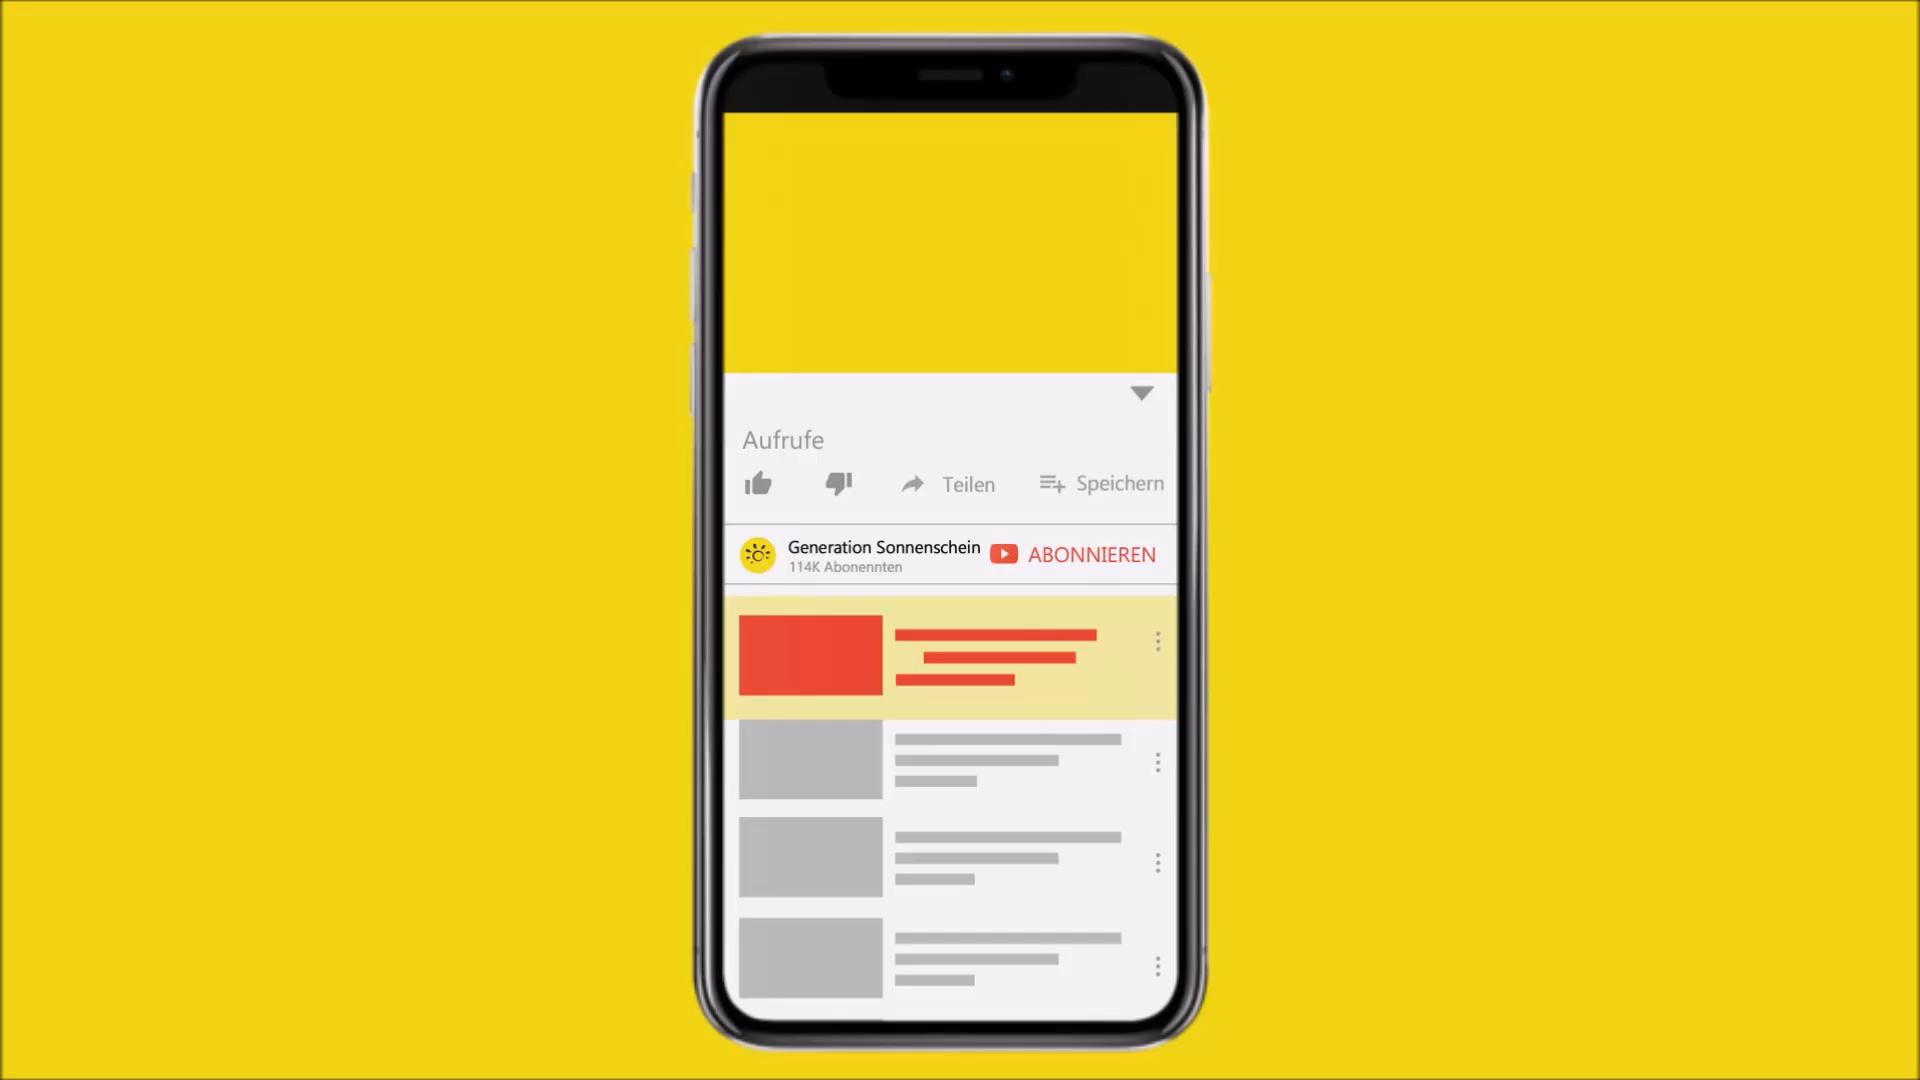 Aufrufe
Teilen
Speichern
Generation Sonnenschein
ABONNIEREN
114K Abonennten